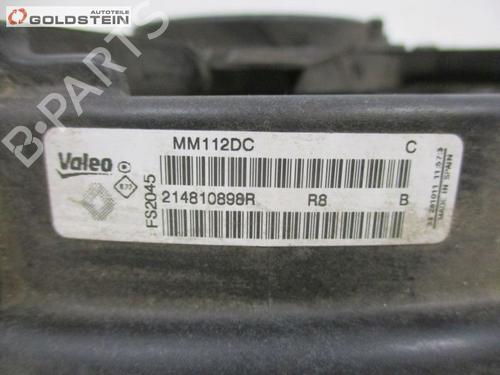 AUTOTEILE
GOLDSTEIN
B-PARTS
MM112DC C
Valeo
FS2045
214810898R R8 B
MADE IN SPAIN